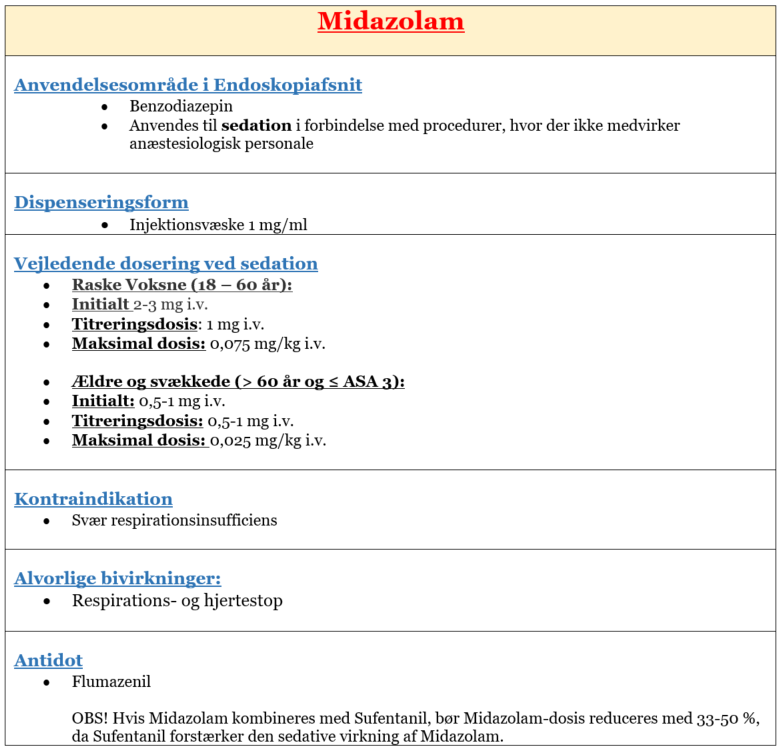 Midazolam
Anvendelsesområde i Endoskopiafsnit
• Benzodiazepin
• Anvendes til sedation i forbindelse med procedurer, hvor der ikke medvirker
anæstesiologisk personale
Dispenseringsform
• Injektionsvæske 1 mg/ml
Vejledende dosering ved sedation
• Raske Voksne (18 – 60 år):
• Initialt 2-3 mg i.v.
• Titreringsdosis: 1 mg i.v.
• Maksimal dosis: 0,075 mg/kg i.v.
• Ældre og svækkede (> 60 år og ≤ ASA 3):
• Initialt: 0,5-1 mg i.v.
• Titreringsdosis: 0,5-1 mg i.v.
• Maksimal dosis: 0,025 mg/kg i.v.
Kontraindikation
• Svær respirationsinsufficiens
Alvorlige bivirkninger:
• Respirations- og hjertestop
Antidot
• Flumazenil
OBS! Hvis Midazolam kombineres med Sufentanil, bør Midazolam-dosis reduceres med 33-50 %,
da Sufentanil forstærker den sedative virkning af Midazolam.